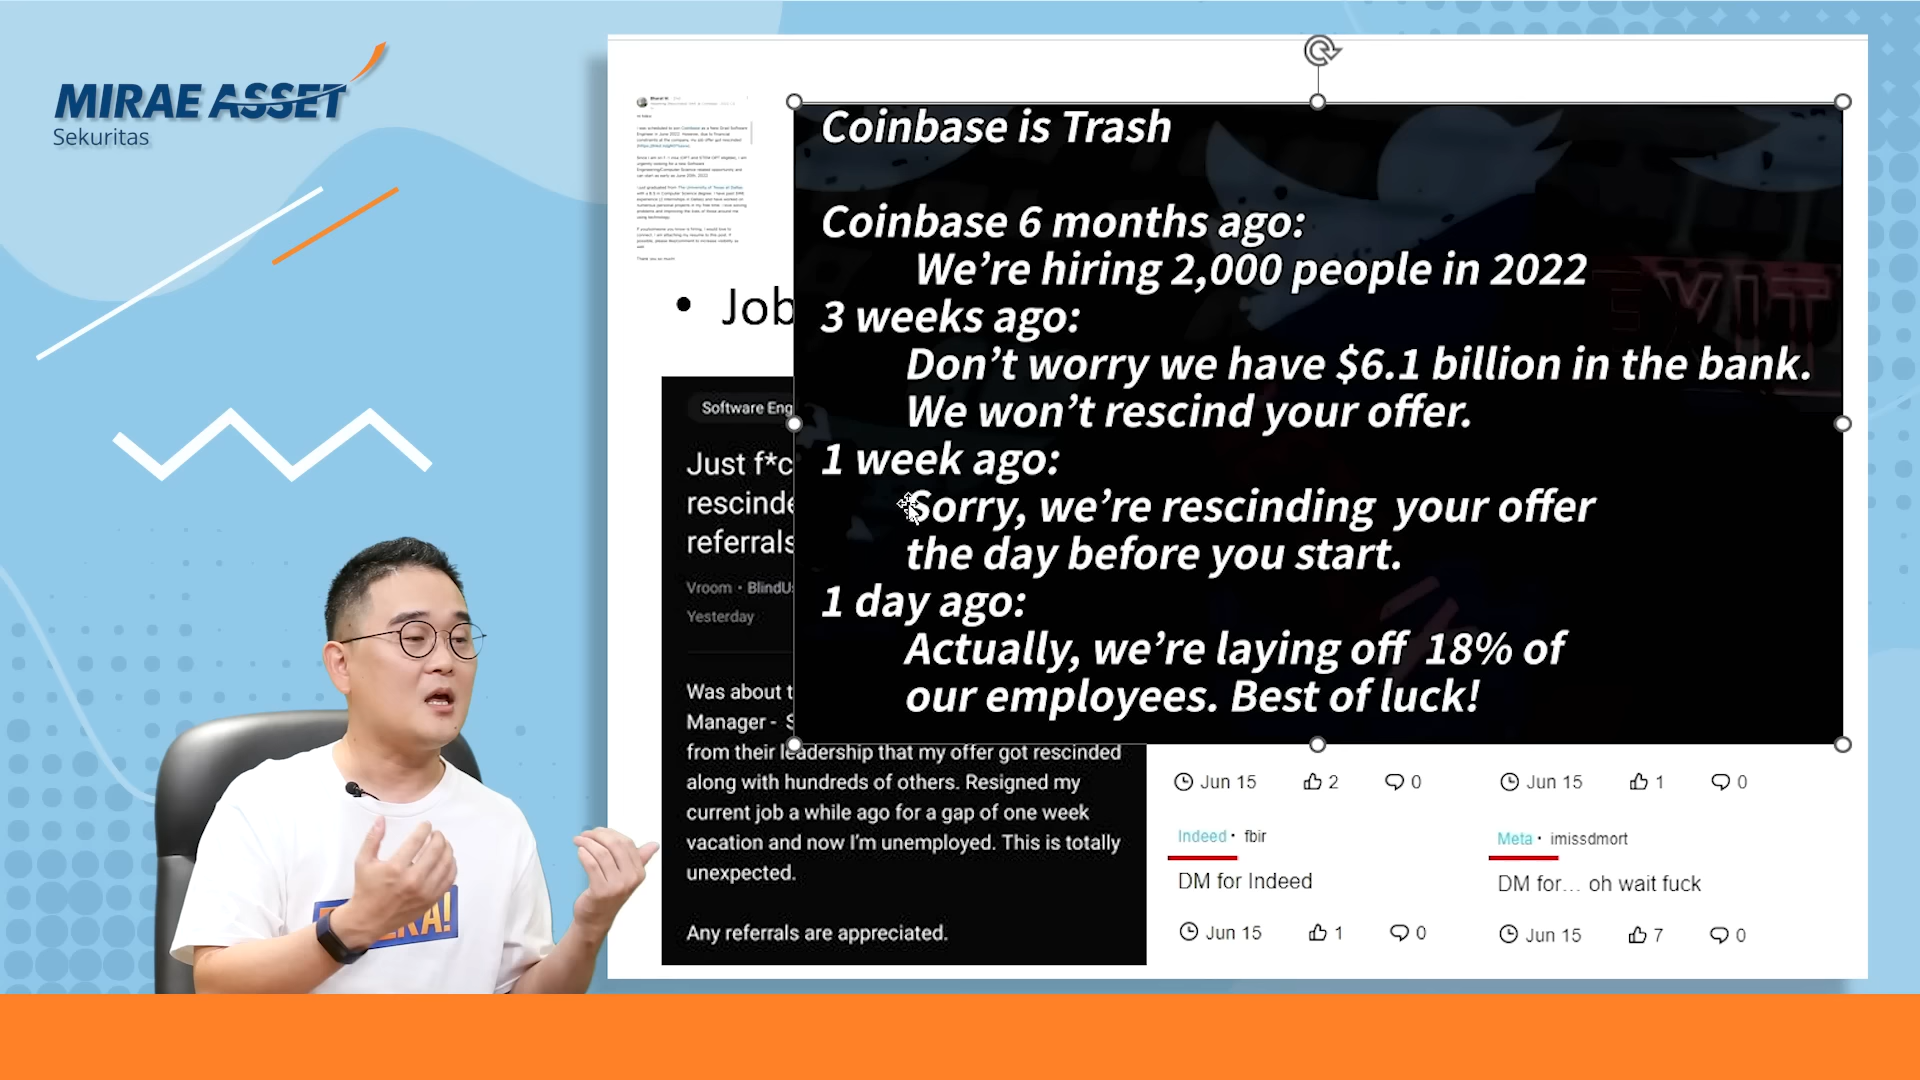 MIRAE ASSET
Sekuritas
Coinbase is Trash
Coinbase 6 months ago:
We're hiring 2,000 people in 2022
3 weeks ago:
Don't worry we have $6.1 billion in the bank.
We won't rescind your offer.
1 week ago:
Sorry, we're rescinding your offer
the day before you start.
1 day ago:
Actually, we're laying off 18% of
our employees. Best of luck!
EXIT
• Job
Software Eng
Just f*c
rescinde
referrals
Vroom • BlindU
Yesterday
Was about t
Manager - S
from their leadership that my offer got rescinded
along with hundreds of others. Resigned my
current job a while ago for a gap of one week
vacation and now I'm unemployed. This is totally
unexpected.
Any referrals are appreciated.
Jun 15 2 0
Indeed • fbir
DM for Indeed
Jun 15 1 0
Jun 15 1 0
Meta • imissdmort
DM for... oh wait fuck
Jun 15 7 0